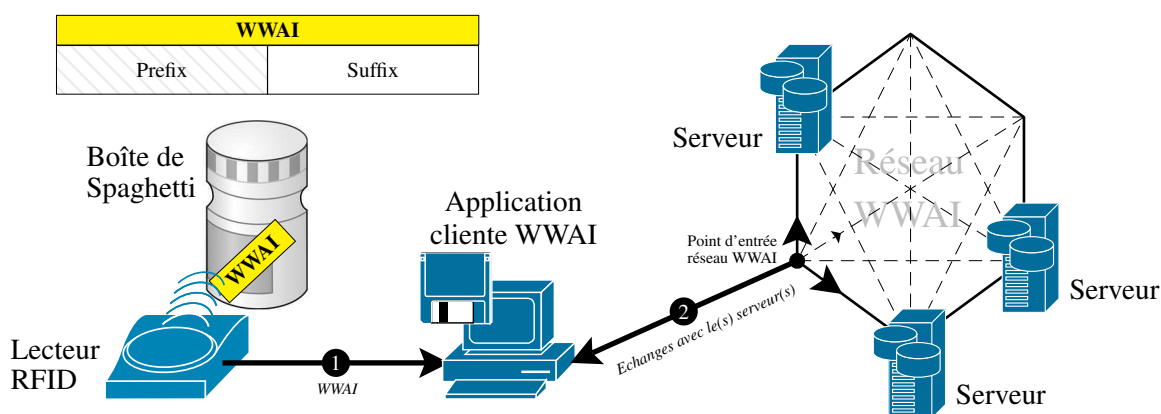 WWAI
Prefix Suffix
Boîte de
Spaghetti
WWAI
Application
cliente WWAI
Serveur
Réseau
WWAI
Point d'entrée
réseau WWAI
Serveur
2
Echanges avec le(s) serveur(s)
Lecteur
RFID
1
WWAI
Serveur